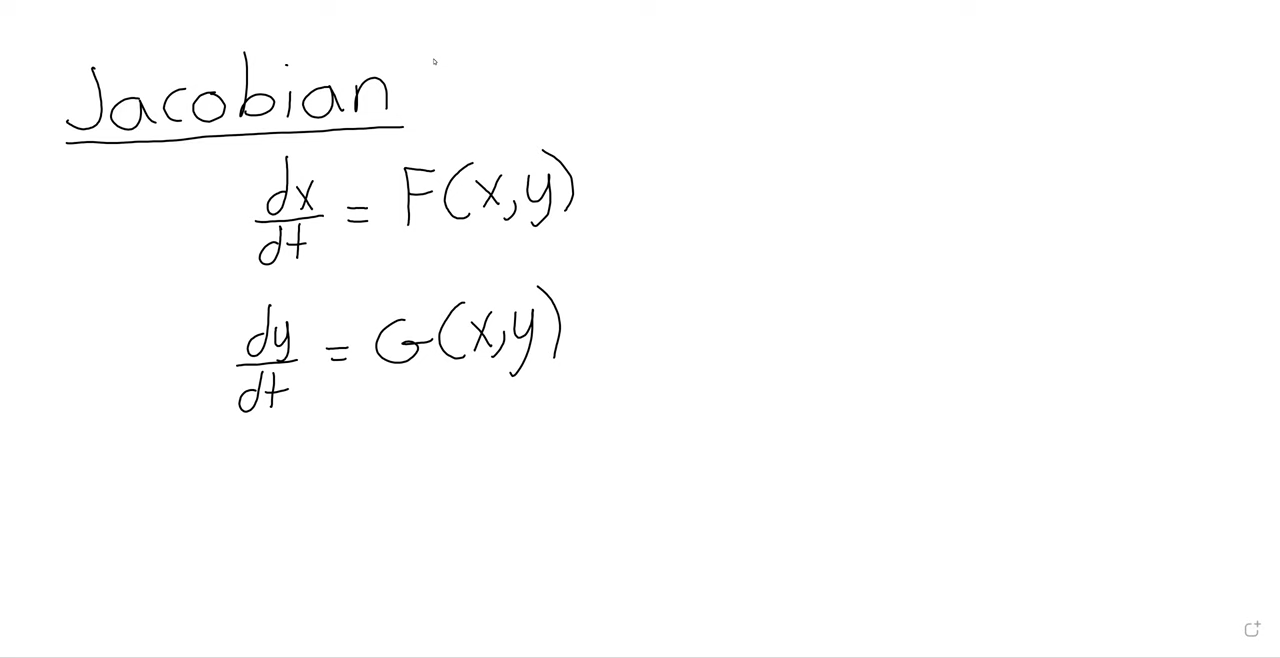 Jacobian
dx/dt = F(x,y)
dy/dt = G(x,y)